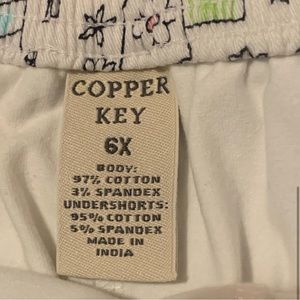 COPPER
KEY
6X
BODY:
97% COTTON
3% SPANDEX
UNDERSHORTS:
95% COTTON
5% SPANDEX
MADE IN
INDIA